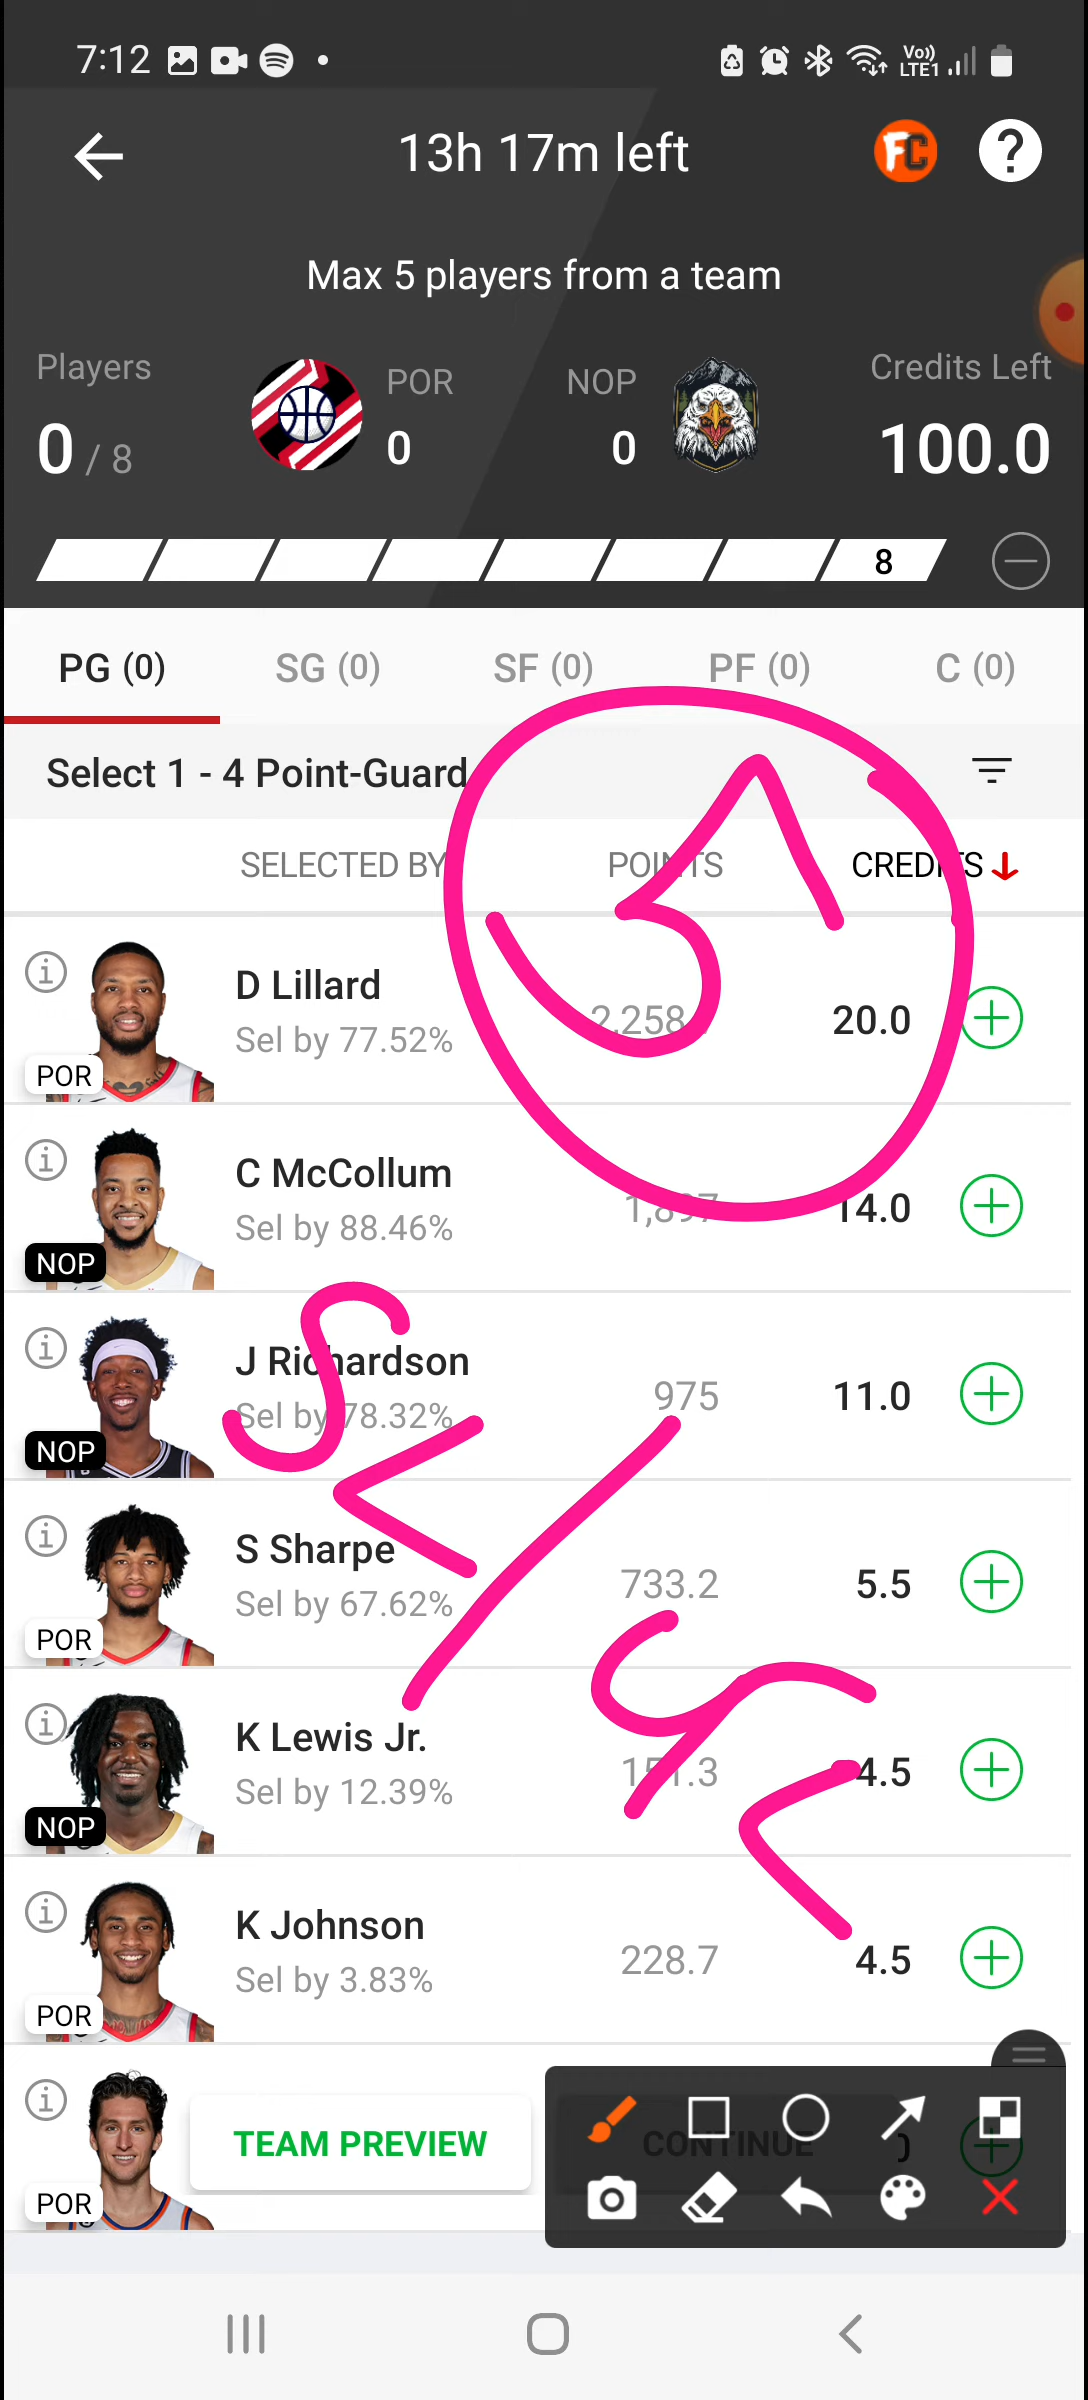 7:12
Vo)) LTE1
13h 17m left
FC
?
Max 5 players from a team
Players
POR
NOP
Credits Left
0 / 8
0
0
100.0
8
PG (0)
SG (0)
SF (0)
PF (0)
C (0)
Select 1 - 4 Point-Guard
SELECTED BY
POINTS
CREDITS
D Lillard
Sel by 77.52%
2,258
20.0
POR
C McCollum
Sel by 88.46%
1,897
14.0
NOP
J Richardson
Sel by 78.32%
975
11.0
NOP
S Sharpe
Sel by 67.62%
733.2
5.5
POR
K Lewis Jr.
Sel by 12.39%
4.5
NOP
K Johnson
Sel by 3.83%
228.7
4.5
POR
TEAM PREVIEW
CONTINUE
POR